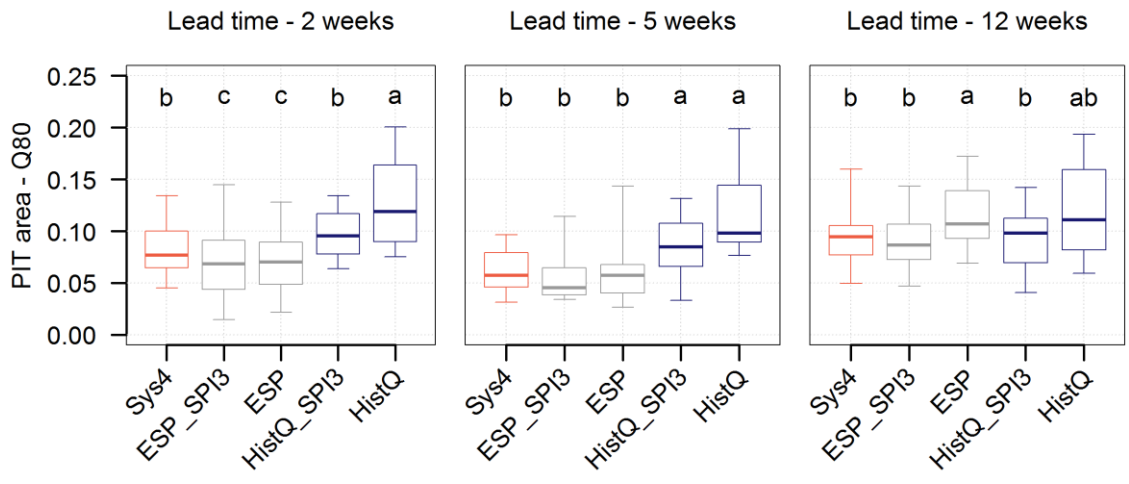 Lead time - 2 weeks
Lead time - 5 weeks
Lead time - 12 weeks
PIT area - Q80
0.25
0.20
0.15
0.10
0.05
0.00
b c c b a
b b b a a
b b a b ab
Sys4
ESP_SPI3
ESP
HistQ_SPI3
HistQ
Sys4
ESP_SPI3
ESP
HistQ_SPI3
HistQ
Sys4
ESP_SPI3
ESP
HistQ_SPI3
HistQ